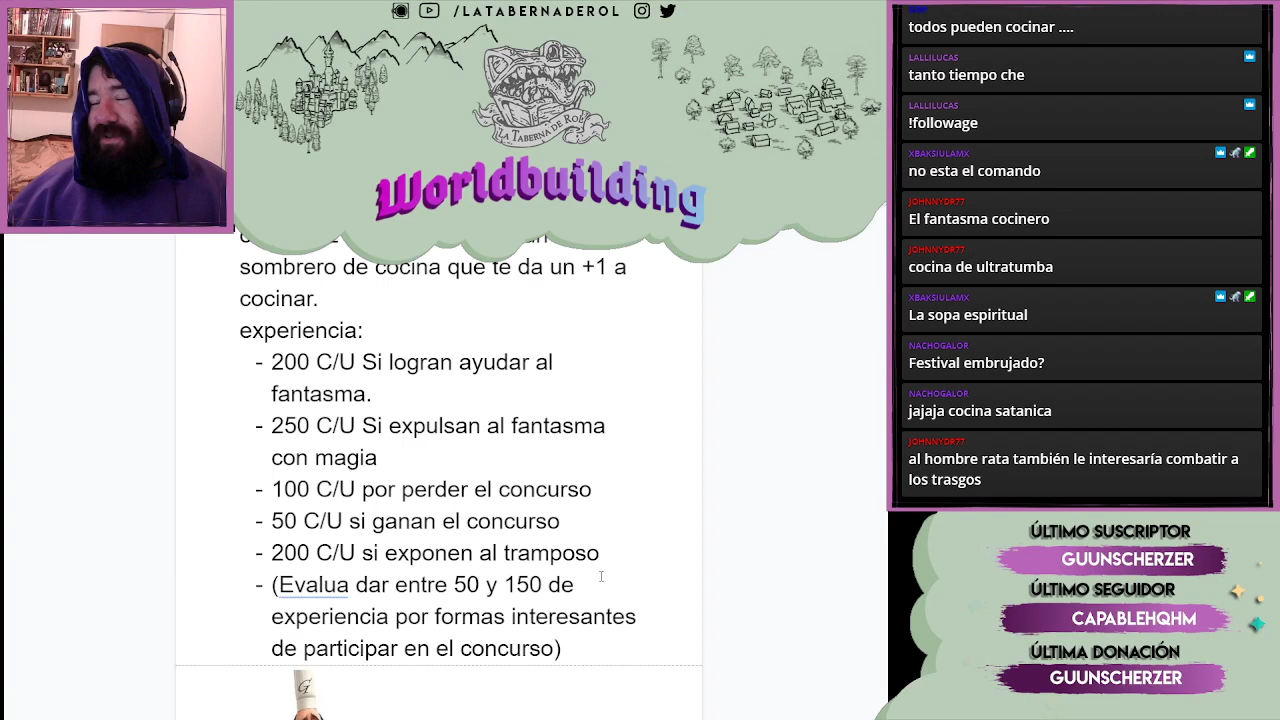 /LATABERNADEROL
LA TABERNA DE ROL
Worldbuilding
sombrero de cocina que te da un +1 a
cocinar.
experiencia:
- 200 C/U Si logran ayudar al
fantasma.
- 250 C/U Si expulsan al fantasma
con magia
- 100 C/U por perder el concurso
- 50 C/U si ganan el concurso
- 200 C/U si exponen al tramposo
- (Evalua dar entre 50 y 150 de
experiencia por formas interesantes
de participar en el concurso)
G
todos pueden cocinar ....
LALLILUCAS
tanto tiempo che
LALLILUCAS
!followage
XBAKSIULAMX
no esta el comando
JOHNNYDR77
El fantasma cocinero
JOHNNYDR77
cocina de ultratumba
XBAKSIULAMX
La sopa espiritual
NACHOGALOR
Festival embrujado?
NACHOGALOR
jajaja cocina satanica
JOHNNYDR77
al hombre rata también le interesaría combatir a
los trasgos
ÚLTIMO SUSCRIPTOR
GUUNSCHERZER
ÚLTIMO SEGUIDOR
CAPABLEHQHM
ÚLTIMA DONACIÓN
GUUNSCHERZER